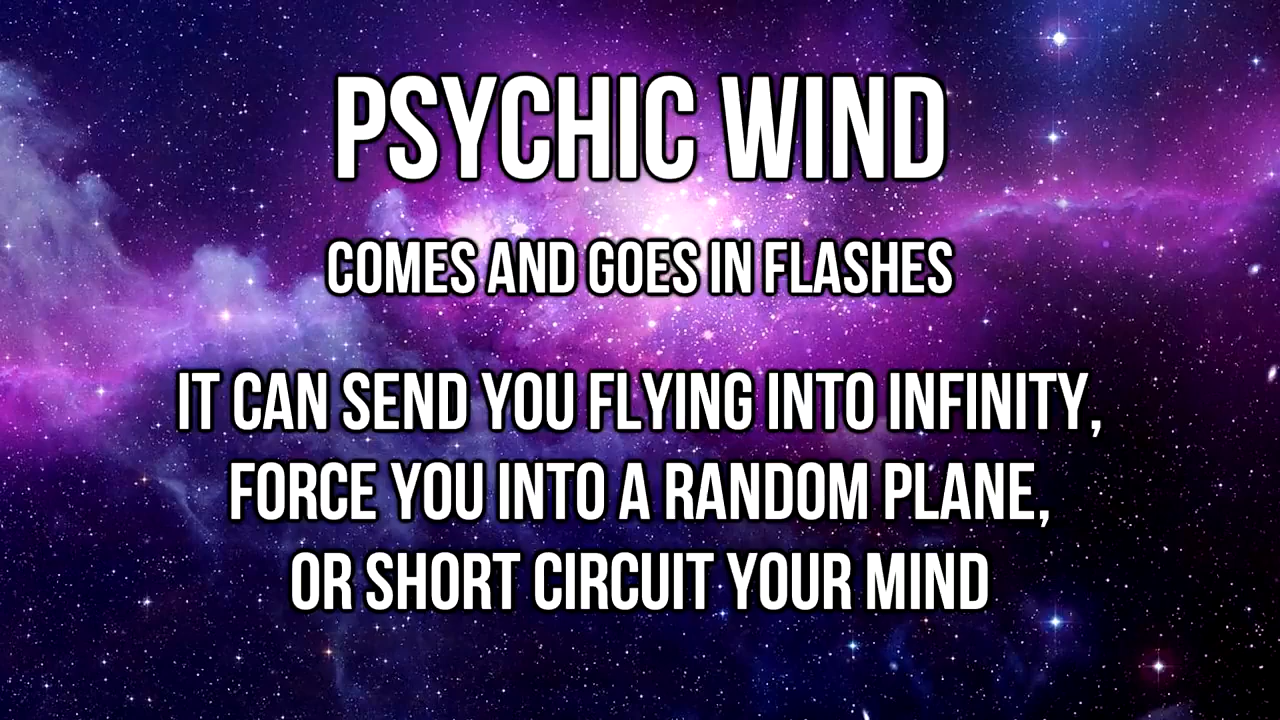 PSYCHIC WIND
COMES AND GOES IN FLASHES
IT CAN SEND YOU FLYING INTO INFINITY,
FORCE YOU INTO A RANDOM PLANE,
OR SHORT CIRCUIT YOUR MIND